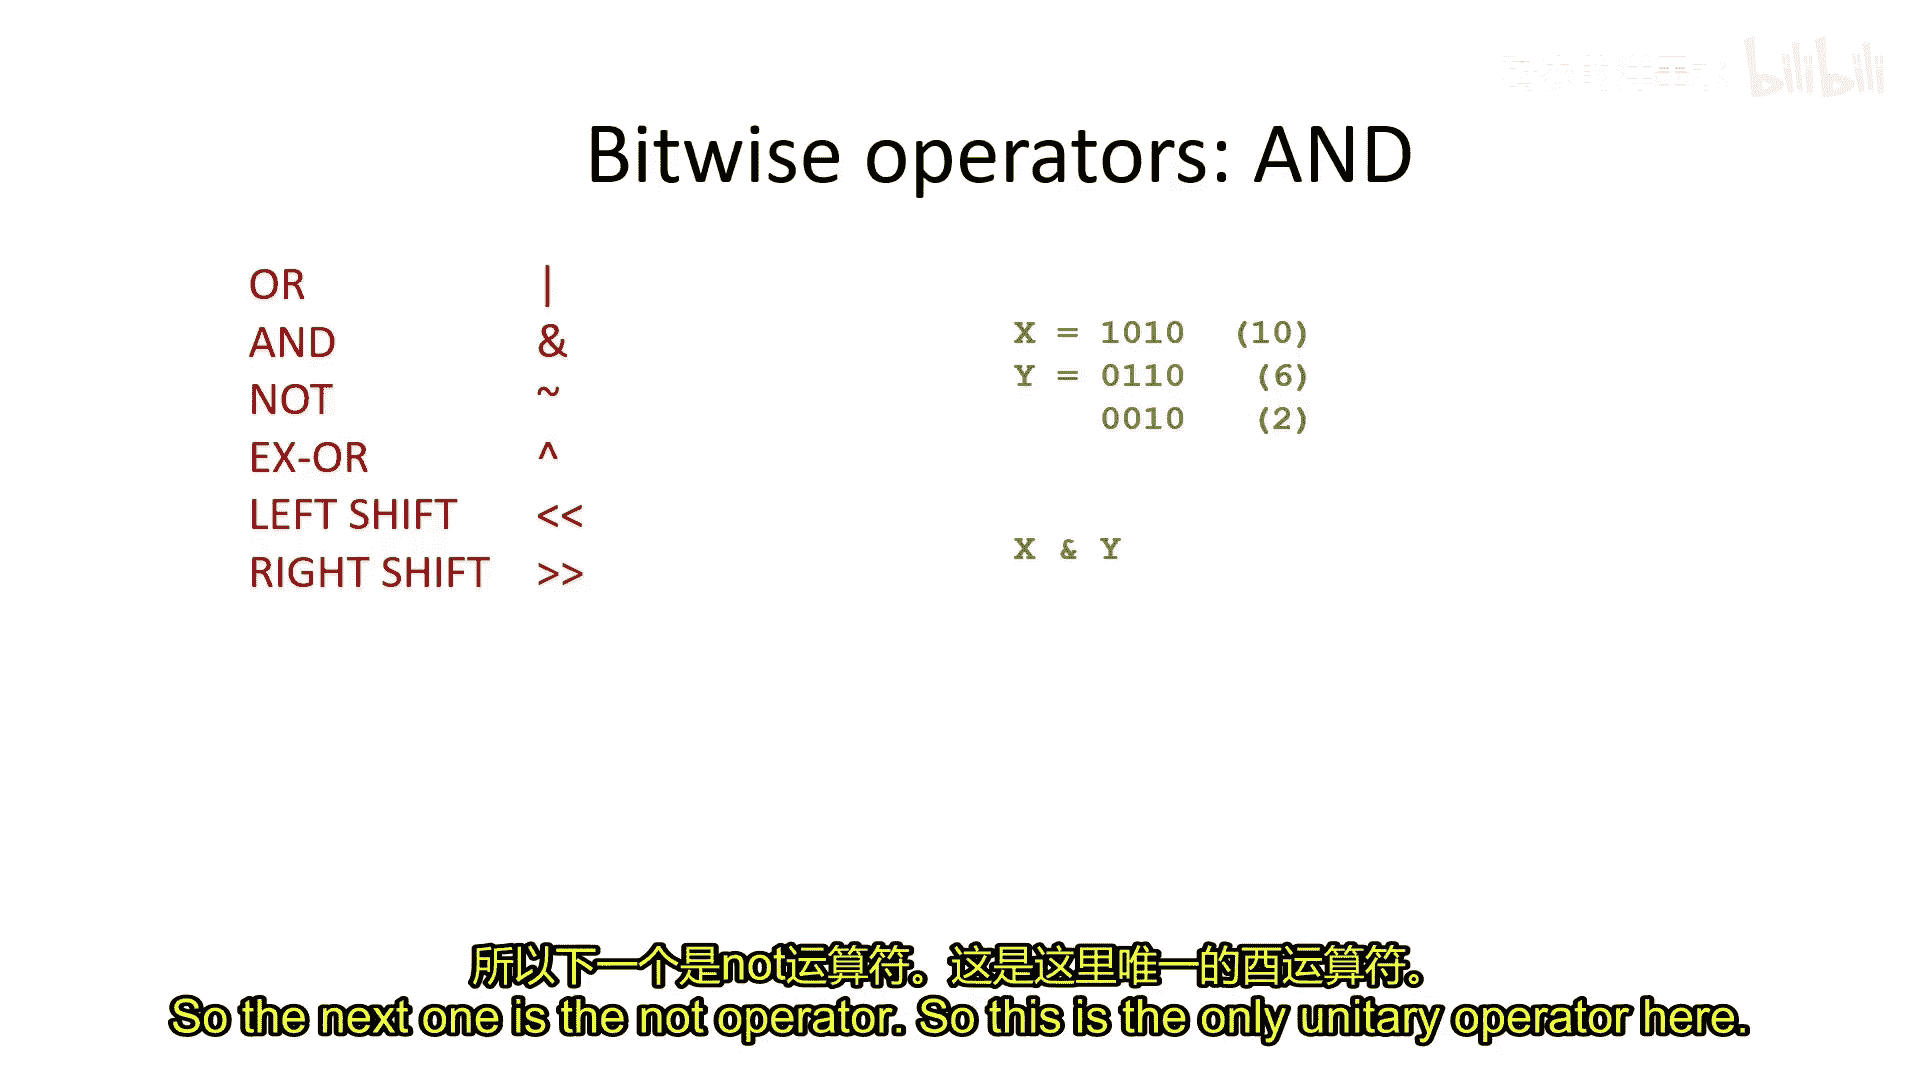 bilibili
Bitwise operators: AND
OR |
AND &
NOT ~
EX-OR ^
LEFT SHIFT <<
RIGHT SHIFT >>
X = 1010 (10)
Y = 0110 (6)
0010 (2)
X & Y
所以下一个是not运算符。这是这里唯一的酉运算符。
So the next one is the not operator. So this is the only unitary operator here.